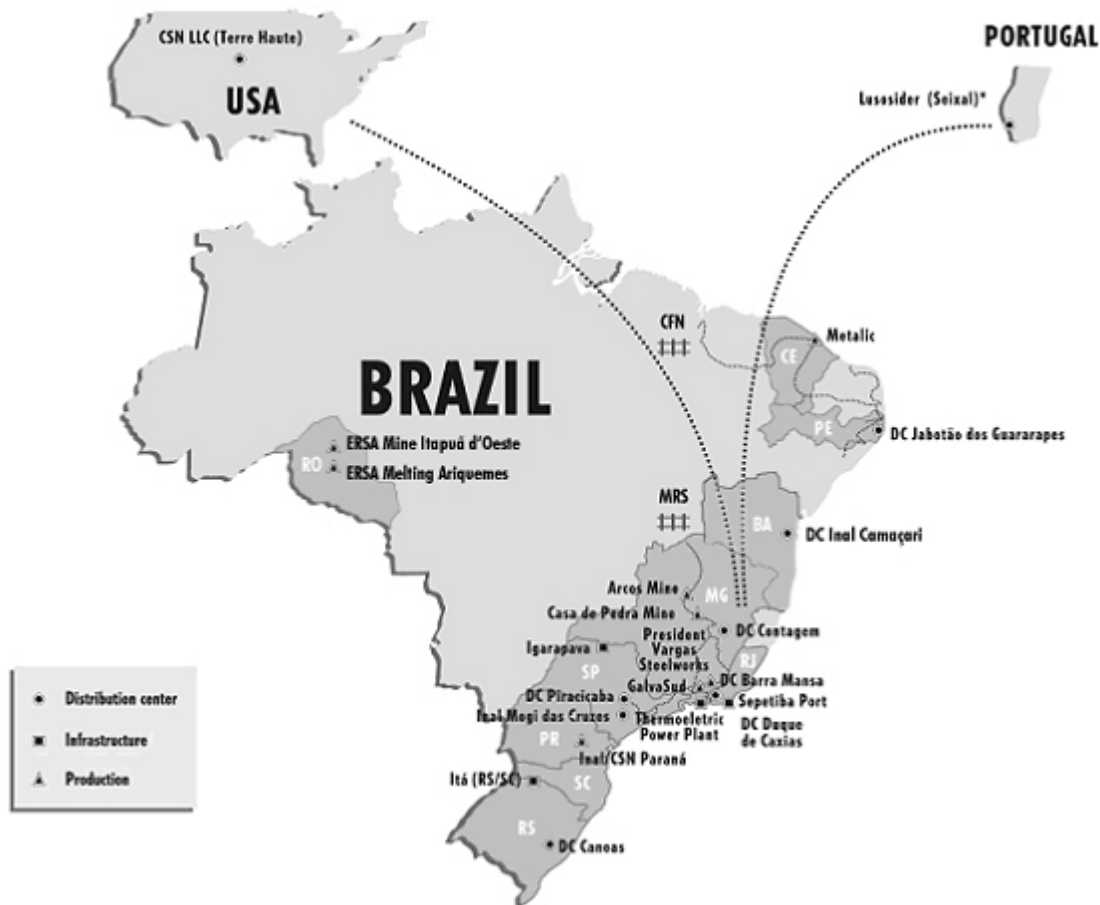 CSN LLC (Terre Haute)
USA
PORTUGAL
Lusosider (Seixal)*
CFN
Metalic
CE
BRAZIL
PE
DC Jabotão dos Guararapes
ERSA Mine Itapuã d'Oeste
RO
ERSA Melting Ariquemes
MRS
BA
DC Inal Camaçari
Arcos Mine
MG
Casa de Pedra Mine
President
Vargas
Steelworks
DC Contagem
Igarapava
RJ
SP
GalvaSud
DC Barra Mansa
DC Piracicaba
Sepetiba Port
Inal Mogi das Cruzes
Thermoeletric
Power Plant
DC Duque
de Caxias
PR
Inal/CSN Paraná
Itá (RS/SC)
SC
RS
DC Canoas
Distribution center
Infrastructure
Production